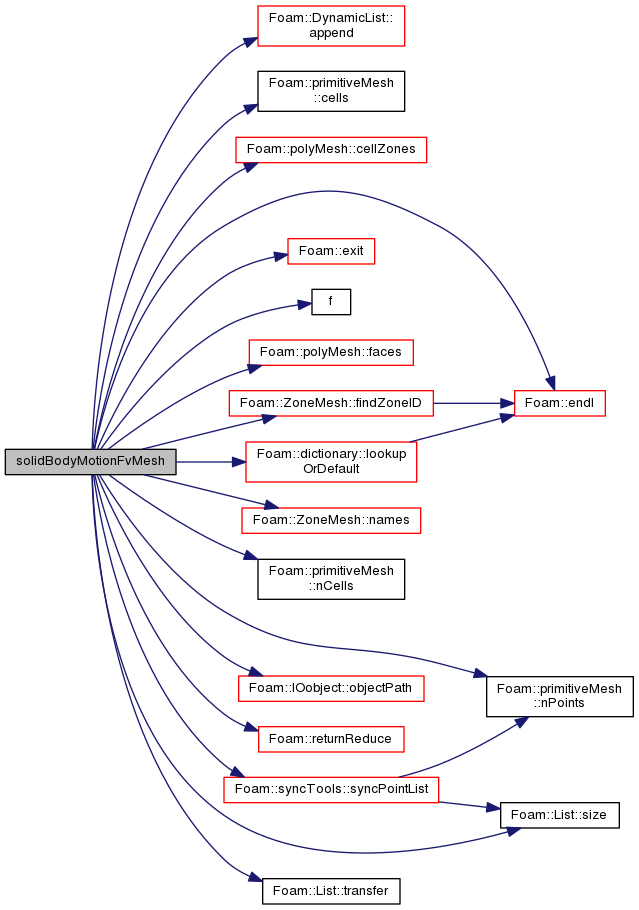 Foam::DynamicList::
append
Foam::primitiveMesh
::cells
Foam::polyMesh::cellZones
Foam::exit
f
Foam::polyMesh::faces
Foam::ZoneMesh::findZoneID
Foam::endl
Foam::dictionary::lookup
OrDefault
solidBodyMotionFvMesh
Foam::ZoneMesh::names
Foam::primitiveMesh
::nCells
Foam::IOobject::objectPath
Foam::primitiveMesh
::nPoints
Foam::returnReduce
Foam::syncTools::syncPointList
Foam::List::size
Foam::List::transfer